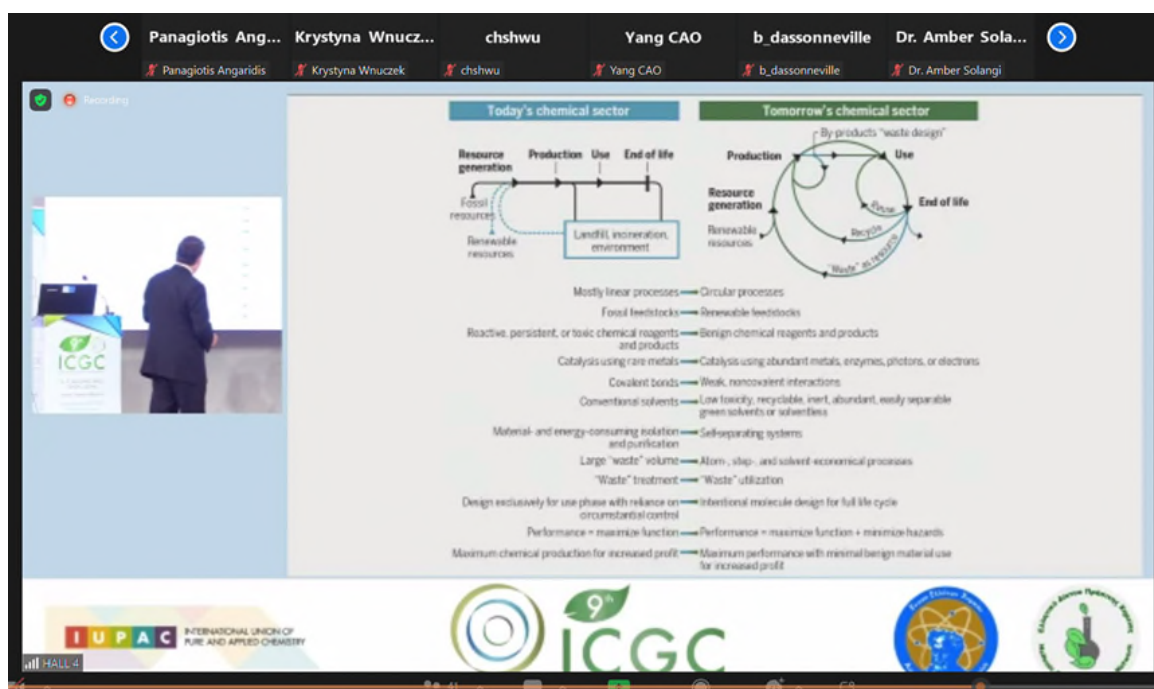 Panagiotis Ang...
Krystyna Wnucz...
chshwu
Yang CAO
b_dassonneville
Dr. Amber Sola...
Panagiotis Angaridis
Krystyna Wnuczek
chshwu
Yang CAO
b_dassonneville
Dr. Amber Solangi
Recording
Today's chemical sector
Resource
generation
Production
Use
End of life
Fossil
resources
Renewable
resources
Landfill, incineration,
environment
Tomorrow's chemical sector
By-products "waste design"
Production
Use
Resource
generation
End of life
Renewable
resources
Reuse
Recycle
"Waste" as resource
Mostly linear processes
Circular processes
Fossil feedstocks
Renewable feedstocks
Reactive, persistent, or toxic chemical reagents
and products
Benign chemical reagents and products
Catalysis using rare metals
Catalysis using abundant metals, enzymes, photons, or electrons
Covalent bonds
Weak, noncovalent interactions
Conventional solvents
Low toxicity, recyclable, inert, abundant, easily separable
green solvents or solventless
Material- and energy-consuming isolation
and purification
Self-separating systems
Large "waste" volume
Atom-, step-, and solvent-economical processes
"Waste" treatment
"Waste" utilization
Design exclusively for use phase with reliance on
circumstantial control
Intentional molecule design for full life cycle
Performance = maximize function
Performance = maximize function + minimize hazards
Maximum chemical production for increased profit
Maximum performance with minimal benign material use
for increased profit
ICGC
IUPAC
INTERNATIONAL UNION OF
PURE AND APPLIED CHEMISTRY
9th
ICGC
HALL 4